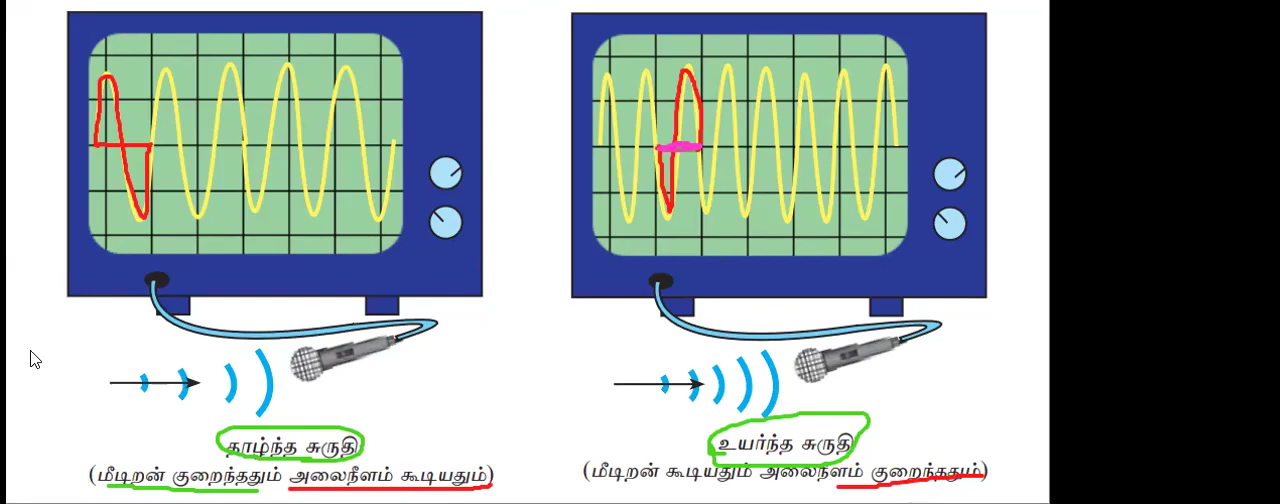 தாழ்ந்த சுருதி
(மீடிறன் குறைந்ததும் அலைநீளம் கூடியதும்)
உயர்ந்த சுருதி
(மீடிறன் கூடியதும் அலைநீளம் குறைந்ததும்)